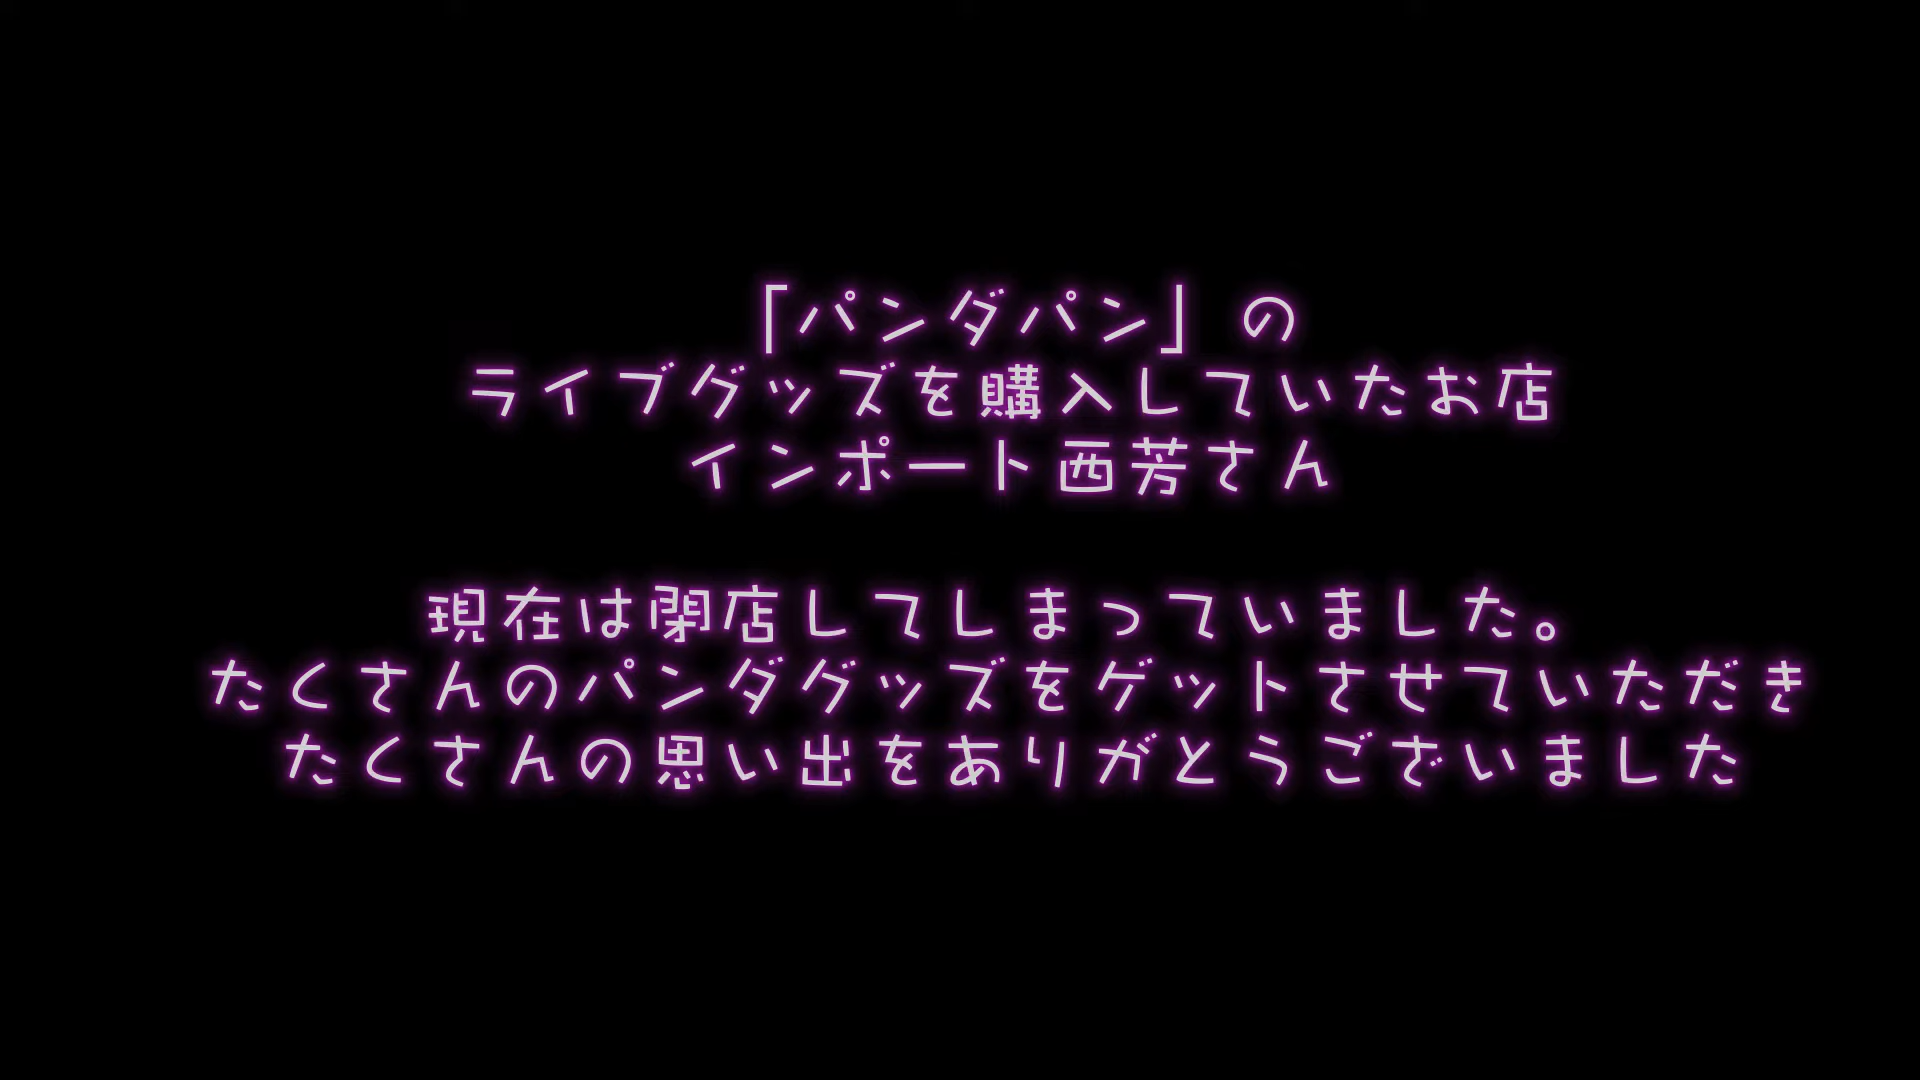 「パンダパン」の
ライブグッズを購入していたお店
インポート西芳さん
現在は閉店してしまっていました。
たくさんのパンダグッズをゲットさせていただき
たくさんの思い出をありがとうございました